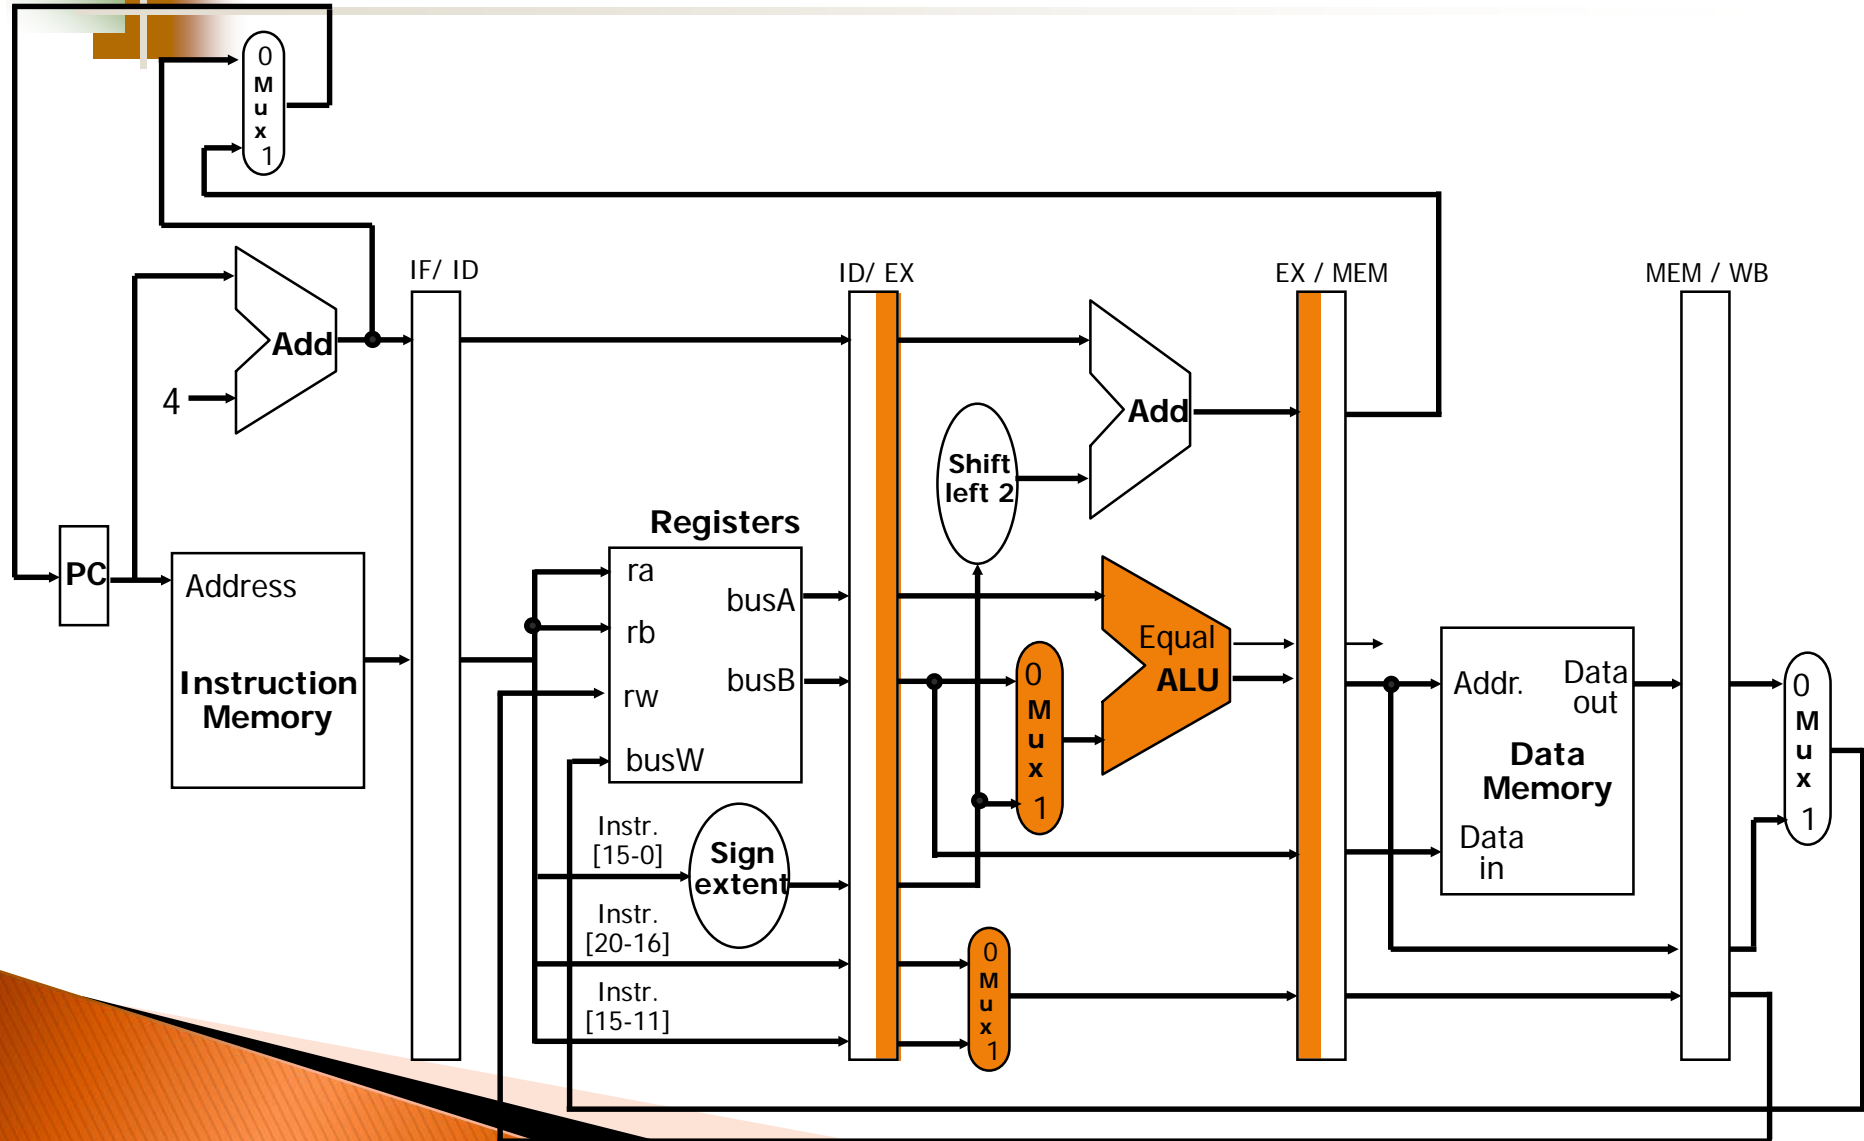 0
M
u
x
1
IF/ ID
ID/ EX
EX / MEM
MEM / WB
Add
4
Add
Shift
left 2
Registers
PC
Address
Instruction
Memory
ra
rb
rw
busW
busA
busB
Equal
ALU
0
M
u
x
1
Addr.
Data
out
Data
Memory
Data
in
0
M
u
x
1
Instr.
[15-0]
Sign
extent
Instr.
[20-16]
Instr.
[15-11]
0
M
u
x
1